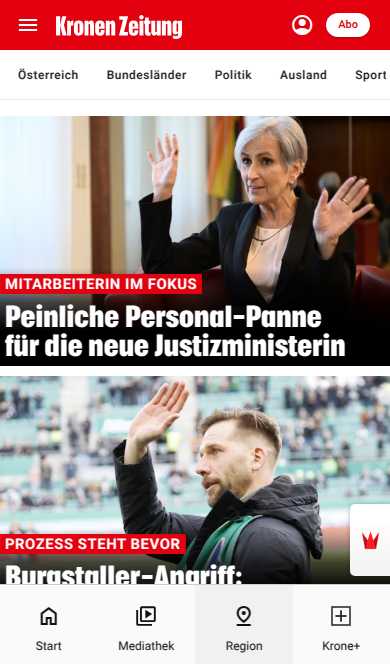 Kronen Zeitung
Abo
Österreich Bundesländer Politik Ausland Sport
MITARBEITERIN IM FOKUS
Peinliche Personal-Panne
für die neue Justizministerin
PROZESS STEHT BEVOR
Burgstaller-Angriff:
Start Mediathek Region Krone+